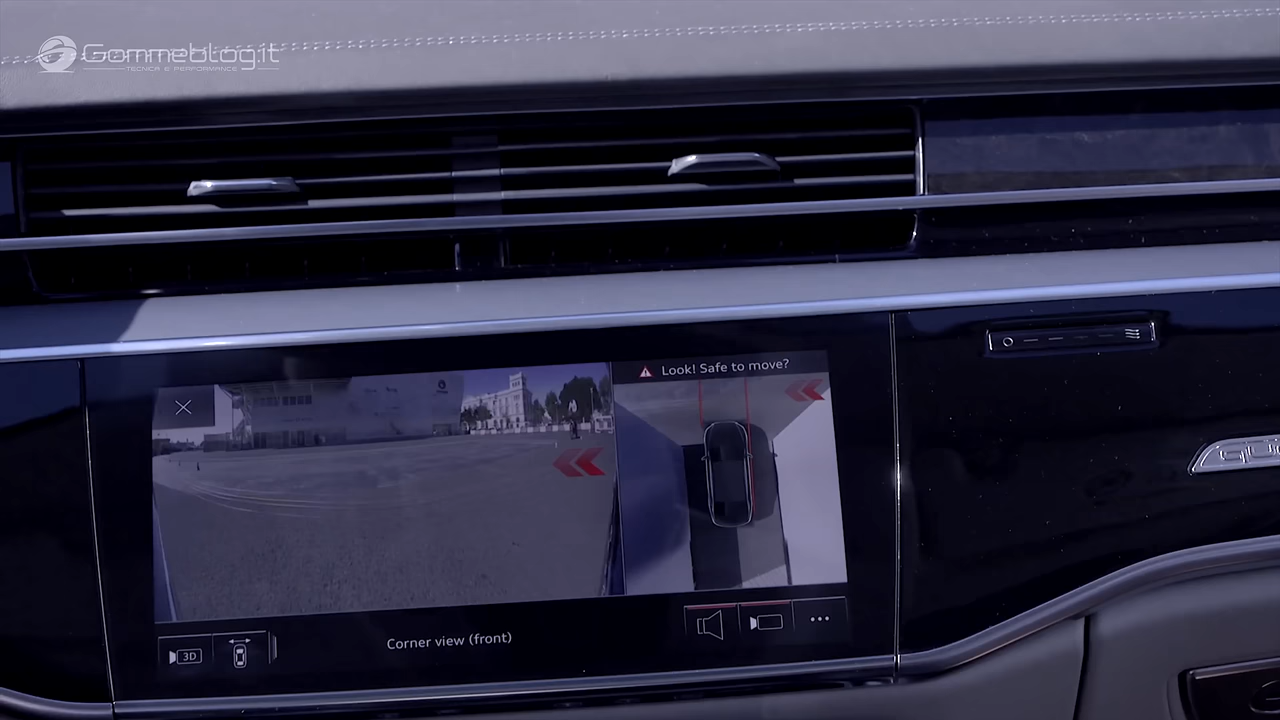 Gommeblog.it
TECNICA E PERFORMANCE
Look! Safe to move?
3D
Corner view (front)